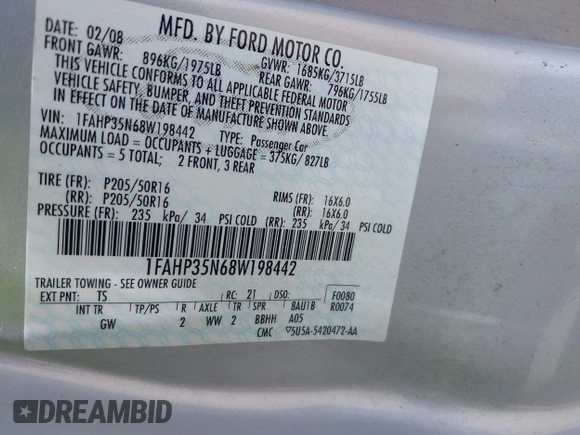 DATE: 02/08 MFD. BY FORD MOTOR CO.
FRONT GAWR: 896KG/1975LB GVWR: 1685KG/3715LB
REAR GAWR: 796KG/1755LB
THIS VEHICLE CONFORMS TO ALL APPLICABLE FEDERAL MOTOR
VEHICLE SAFETY, BUMPER, AND THEFT PREVENTION STANDARDS
IN EFFECT ON THE DATE OF MANUFACTURE SHOWN ABOVE.
VIN: 1FAHP35N68W198442 TYPE: Passenger Car
MAXIMUM LOAD = OCCUPANTS + LUGGAGE = 375KG/ 827LB
OCCUPANTS = 5 TOTAL; 2 FRONT, 3 REAR
TIRE (FR): P205/50R16 RIMS (FR): 16X6.0
(RR): P205/50R16 (RR): 16X6.0
PRESSURE (FR): 235 kPa/ 34 PSI COLD (RR) 235 kPa/ 34 PSI COLD
1FAHP35N68W198442
TRAILER TOWING - SEE OWNER GUIDE
EXT PNT: TS RC: 21 DSO: F0080
INT TR TP/PS R AXLE TR SPR BAU1B R0074
GW 2 WW 2 BBHH A05
CMC 5U5A-5420472-AA
DREAMBID